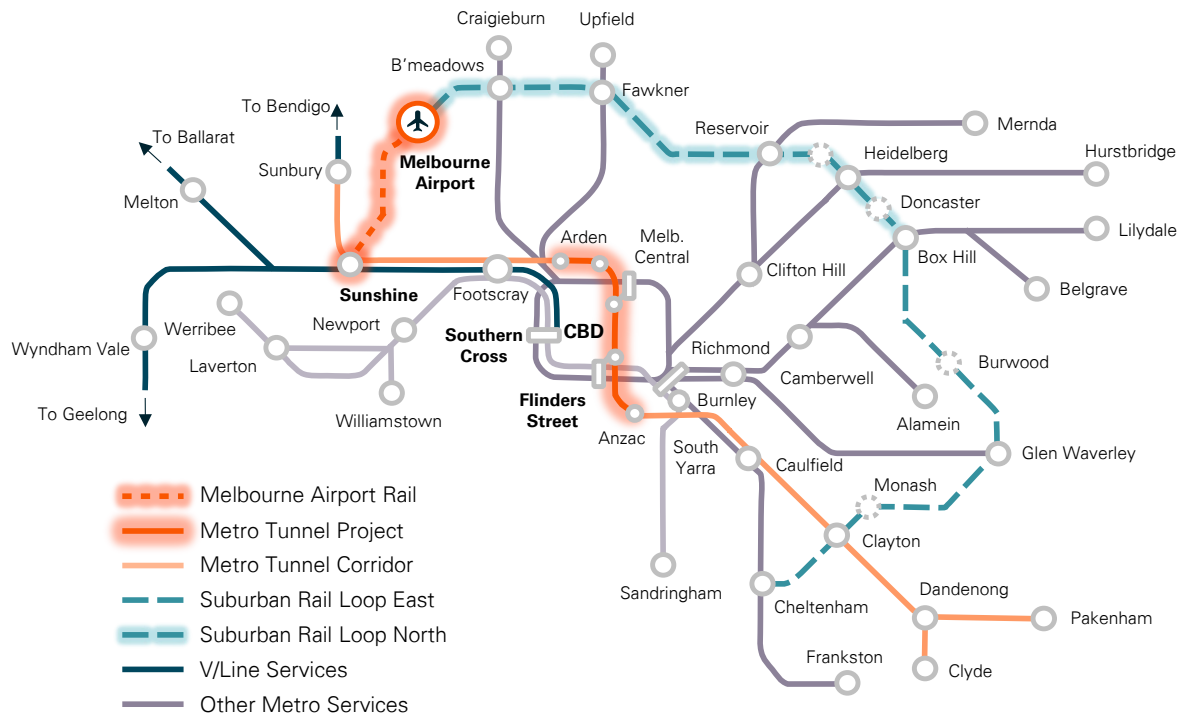 Craigieburn
Upfield
B'meadows
Fawkner
To Bendigo
Reservoir
Mernda
To Ballarat
Heidelberg
Hurstbridge
Sunbury
Melbourne
Airport
Melton
Doncaster
Lilydale
Arden
Melb.
Central
Box Hill
Clifton Hill
Sunshine
Footscray
Belgrave
Werribee
Newport
Southern
Cross
CBD
Wyndham Vale
Laverton
Richmond
Burwood
Camberwell
To Geelong
Williamstown
Flinders
Street
Burnley
Alamein
Anzac
South
Yarra
Caulfield
Glen Waverley
Monash
Clayton
Melbourne Airport Rail
Metro Tunnel Project
Metro Tunnel Corridor
Suburban Rail Loop East
Suburban Rail Loop North
V/Line Services
Other Metro Services
Sandringham
Cheltenham
Dandenong
Pakenham
Frankston
Clyde